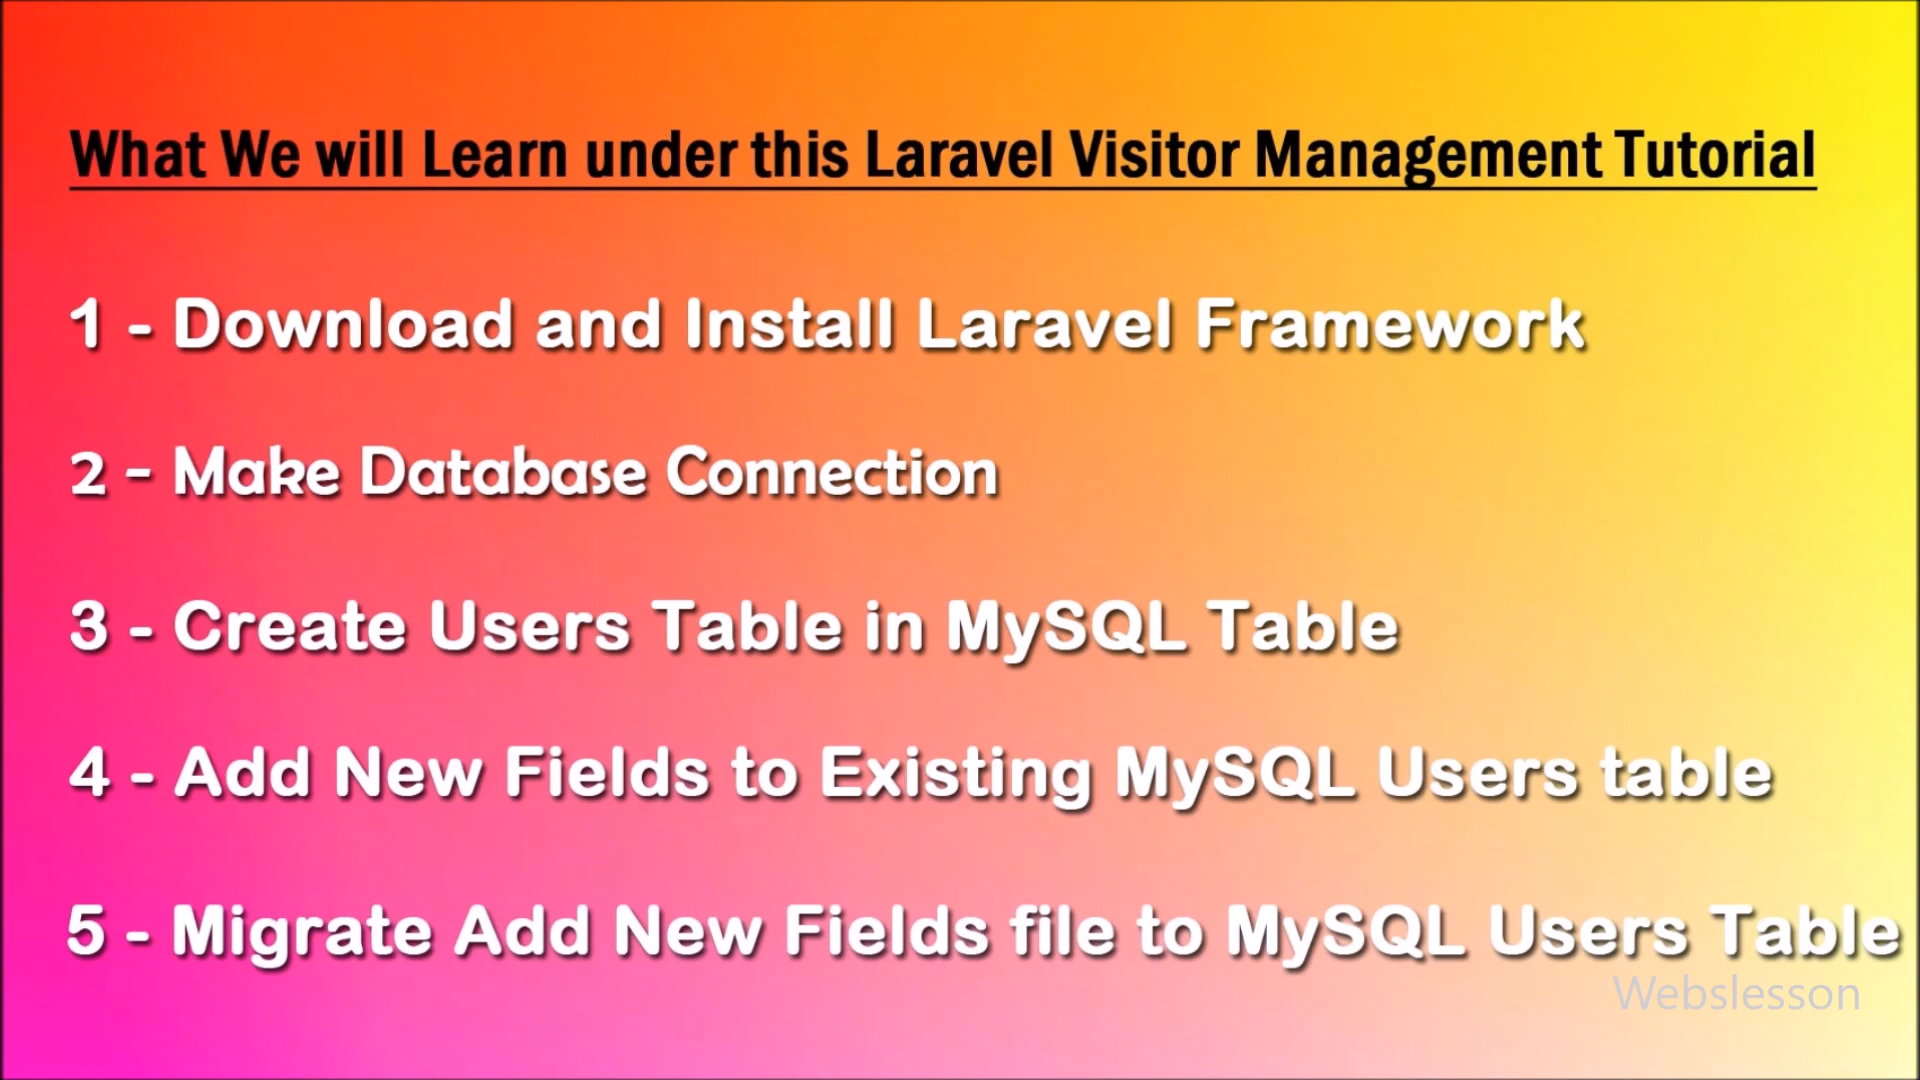 What We will Learn under this Laravel Visitor Management Tutorial
1 - Download and Install Laravel Framework
2 - Make Database Connection
3 - Create Users Table in MySQL Table
4 - Add New Fields to Existing MySQL Users table
5 - Migrate Add New Fields file to MySQL Users Table
Webslesson